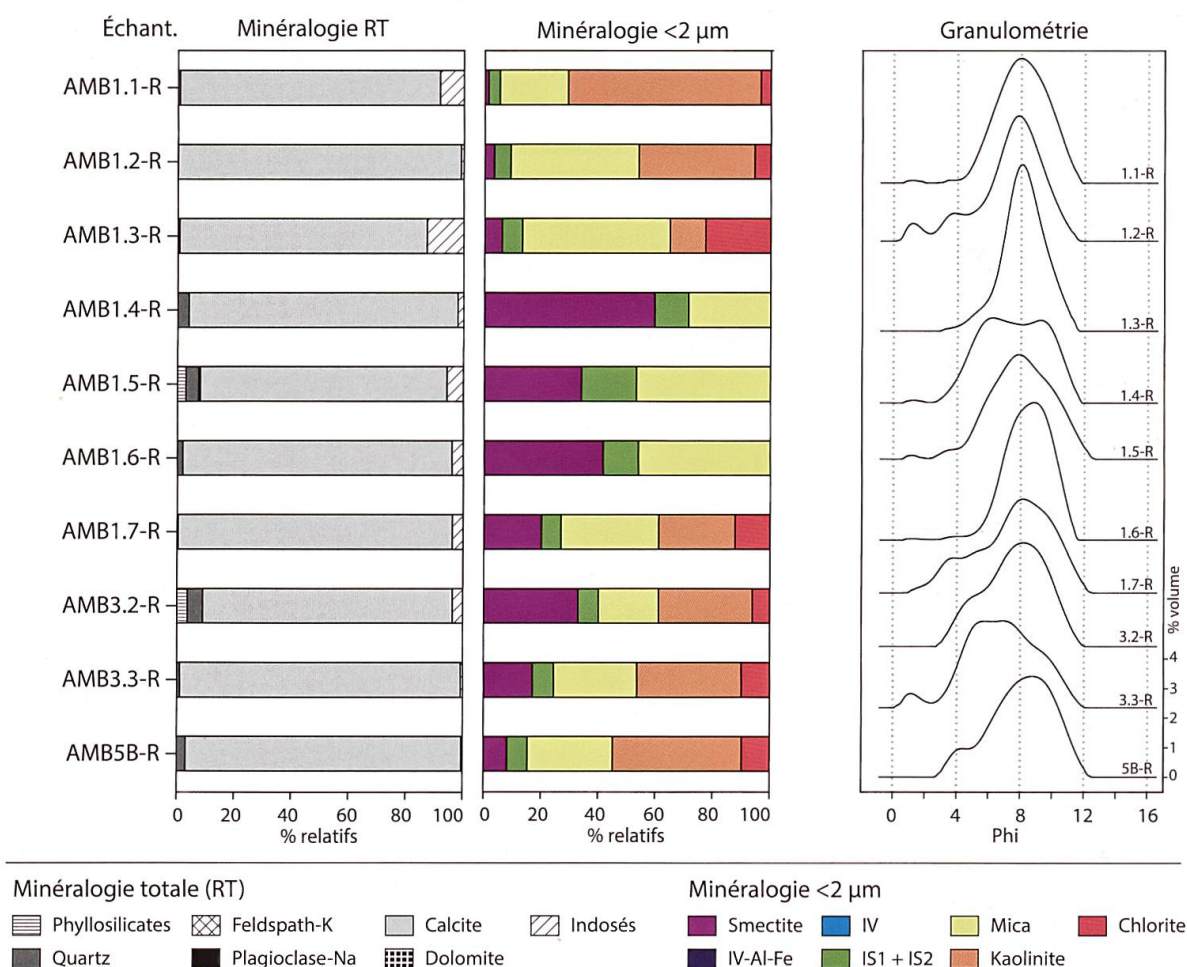 Échant.
Minéralogie RT
Minéralogie <2 µm
Granulométrie
AMB1.1-R
AMB1.2-R
AMB1.3-R
AMB1.4-R
AMB1.5-R
AMB1.6-R
AMB1.7-R
AMB3.2-R
AMB3.3-R
AMB5B-R
1.1-R
1.2-R
1.3-R
1.4-R
1.5-R
1.6-R
1.7-R
3.2-R
3.3-R
5B-R
% volume
4
3
2
1
0
0 20 40 60 80 100
% relatifs
0 20 40 60 80 100
% relatifs
0 4 8 12 16
Phi
Minéralogie totale (RT)
Phyllosilicates
Feldspath-K
Calcite
Indosés
Quartz
Plagioclase-Na
Dolomite
Minéralogie <2 µm
Smectite
IV
Mica
Chlorite
IV-Al-Fe
IS1 + IS2
Kaolinite